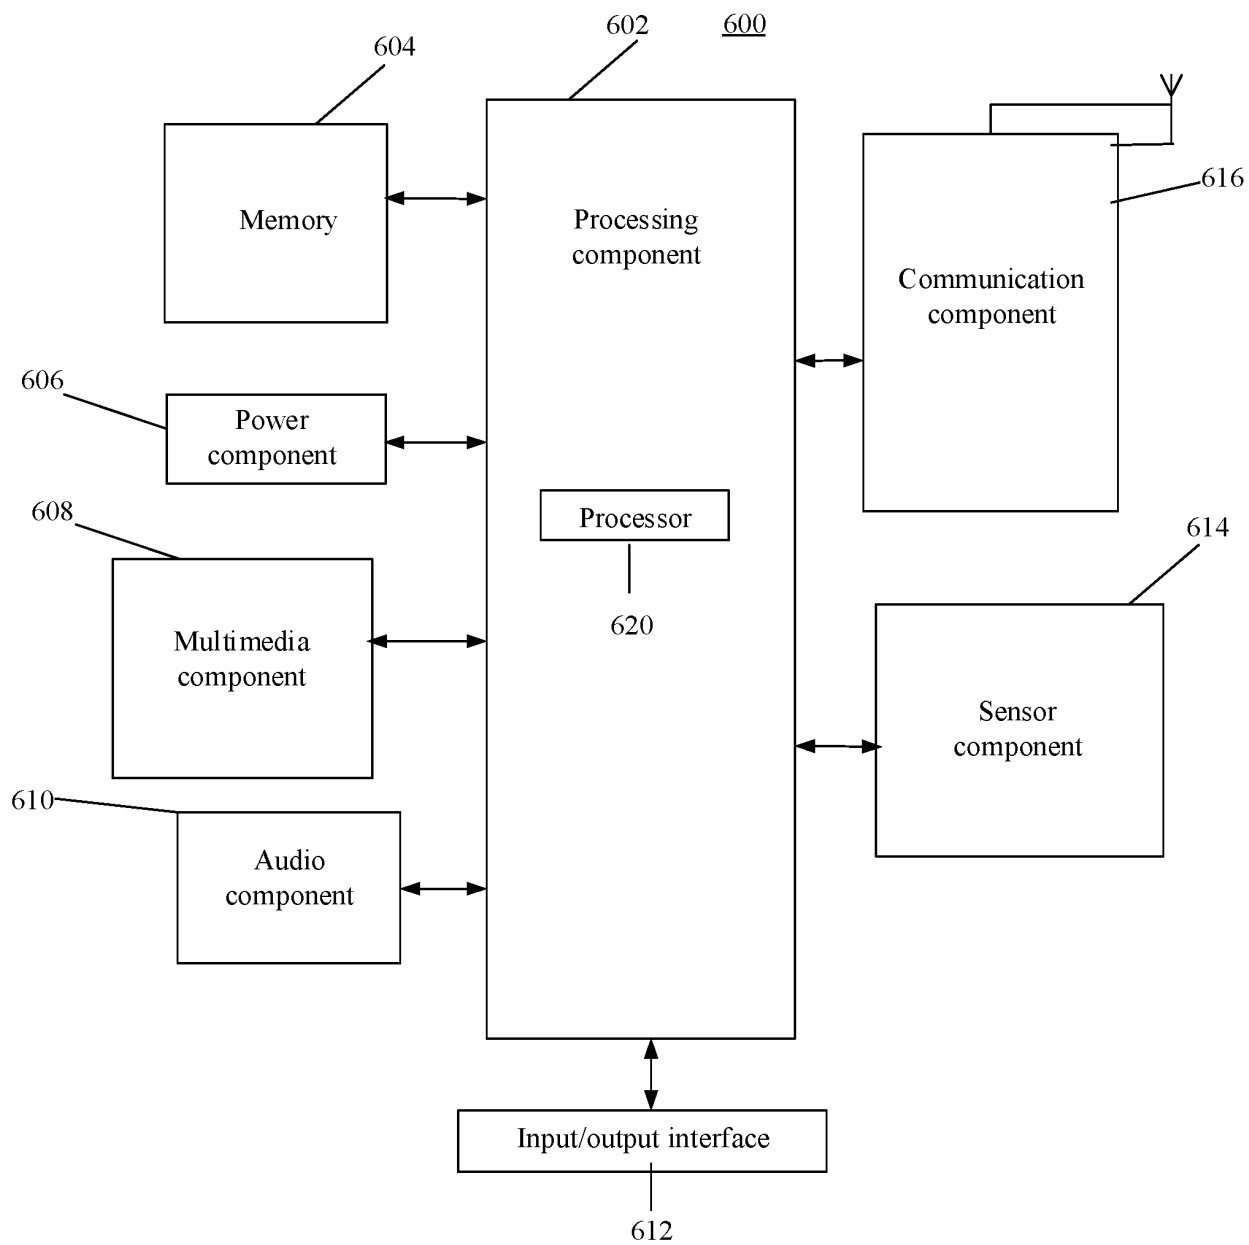 602
600
604
616
Memory
Processing
component
Communication
component
606
Power
component
608
Processor
614
620
Multimedia
component
Sensor
component
610
Audio
component
Input/output interface
612